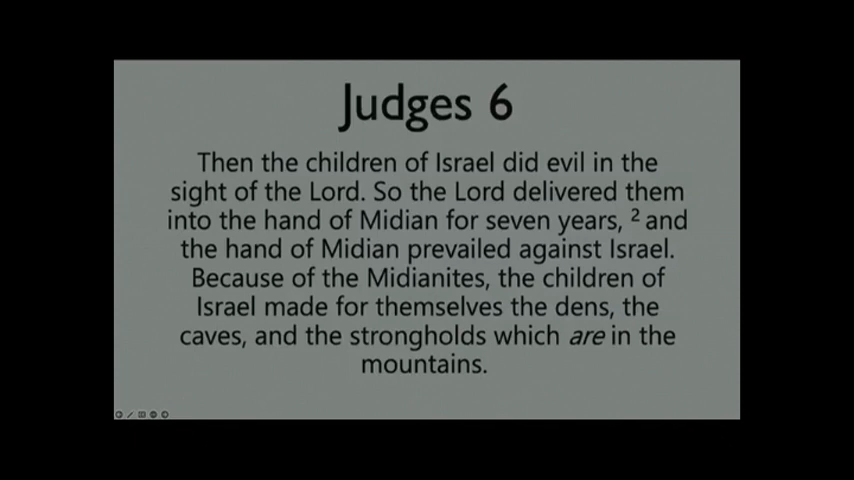 Judges 6
Then the children of Israel did evil in the
sight of the Lord. So the Lord delivered them
into the hand of Midian for seven years, ² and
the hand of Midian prevailed against Israel.
Because of the Midianites, the children of
Israel made for themselves the dens, the
caves, and the strongholds which are in the
mountains.